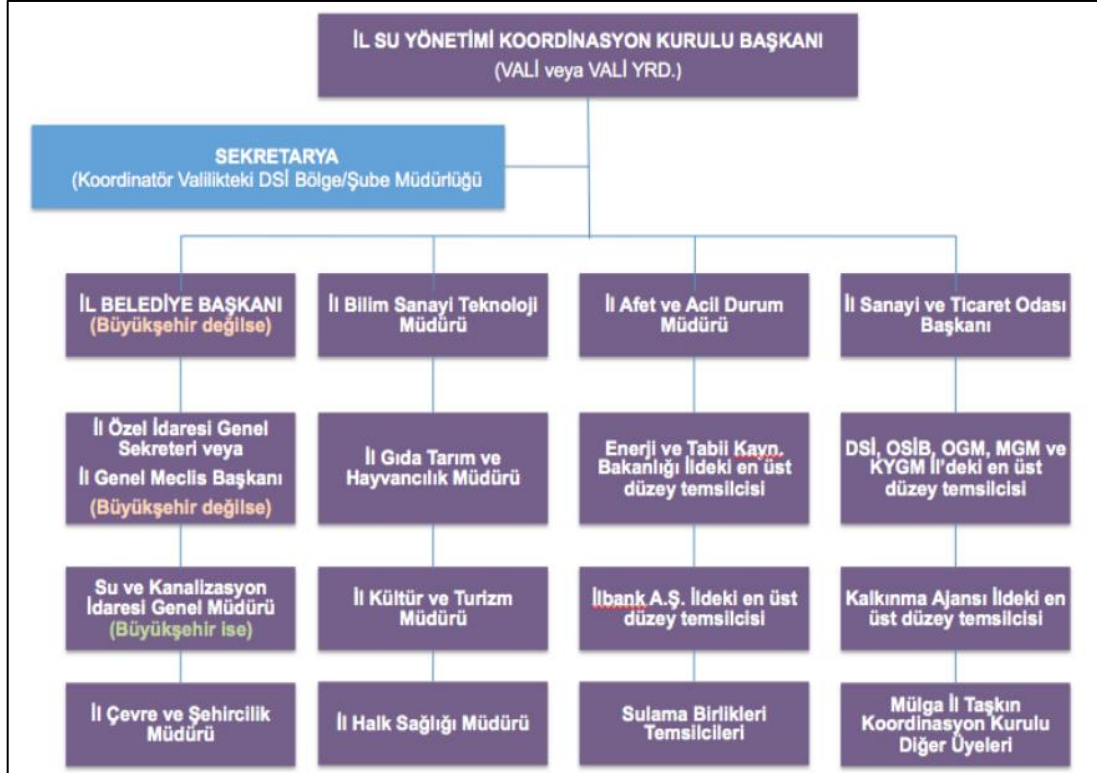 İL SU YÖNETİMİ KOORDİNASYON KURULU BAŞKANI
(VALİ veya VALİ YRD.)
SEKRETARYA
(Koordinatör Valilikteki DSİ Bölge/Şube Müdürlüğü
İL BELEDİYE BAŞKANI
(Büyükşehir değilse)
İl Bilim Sanayi Teknoloji
Müdürü
İl Afet ve Acil Durum
Müdürü
İl Sanayi ve Ticaret Odası
Başkanı
İl Özel İdaresi Genel
Sekreteri veya
İl Genel Meclis Başkanı
(Büyükşehir değilse)
İl Gıda Tarım ve
Hayvancılık Müdürü
Enerji ve Tabii Kayn.
Bakanlığı İldeki en üst
düzey temsilcisi
DSİ, OSİB, OGM, MGM ve
KYGM İl'deki en üst
düzey temsilcisi
Su ve Kanalizasyon
İdaresi Genel Müdürü
(Büyükşehir ise)
İl Kültür ve Turizm
Müdürü
İlbank A.Ş. İldeki en üst
düzey temsilcisi
Kalkınma Ajansı İldeki en
üst düzey temsilcisi
İl Çevre ve Şehircilik
Müdürü
İl Halk Sağlığı Müdürü
Sulama Birlikleri
Temsilcileri
Mülga İl Taşkın
Koordinasyon Kurulu
Diğer Üyeleri